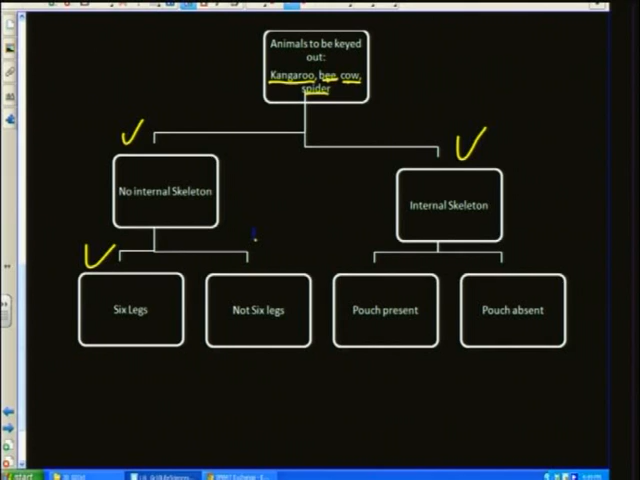 Animals to be keyed
out:
Kangaroo, bee, cow,
spider
No internal Skeleton
Internal Skeleton
Six Legs
Not Six legs
Pouch present
Pouch absent
start